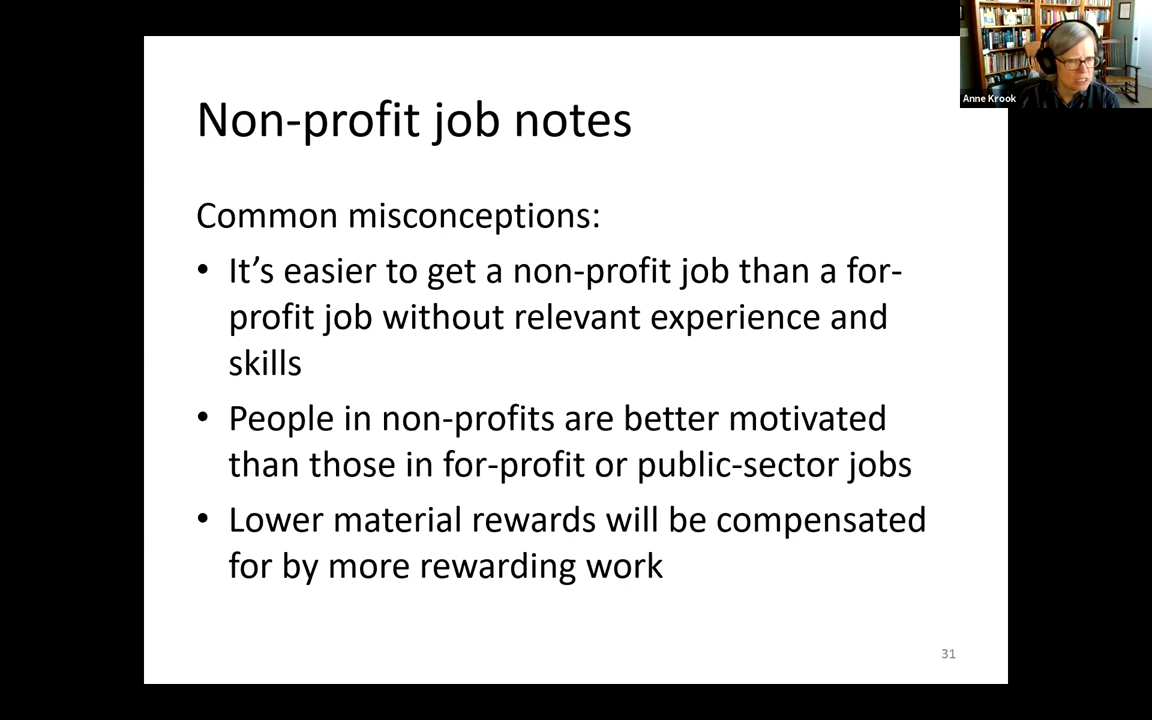 Anne Krook
Non-profit job notes
Common misconceptions:
• It’s easier to get a non-profit job than a for-
profit job without relevant experience and
skills
• People in non-profits are better motivated
than those in for-profit or public-sector jobs
• Lower material rewards will be compensated
for by more rewarding work
31